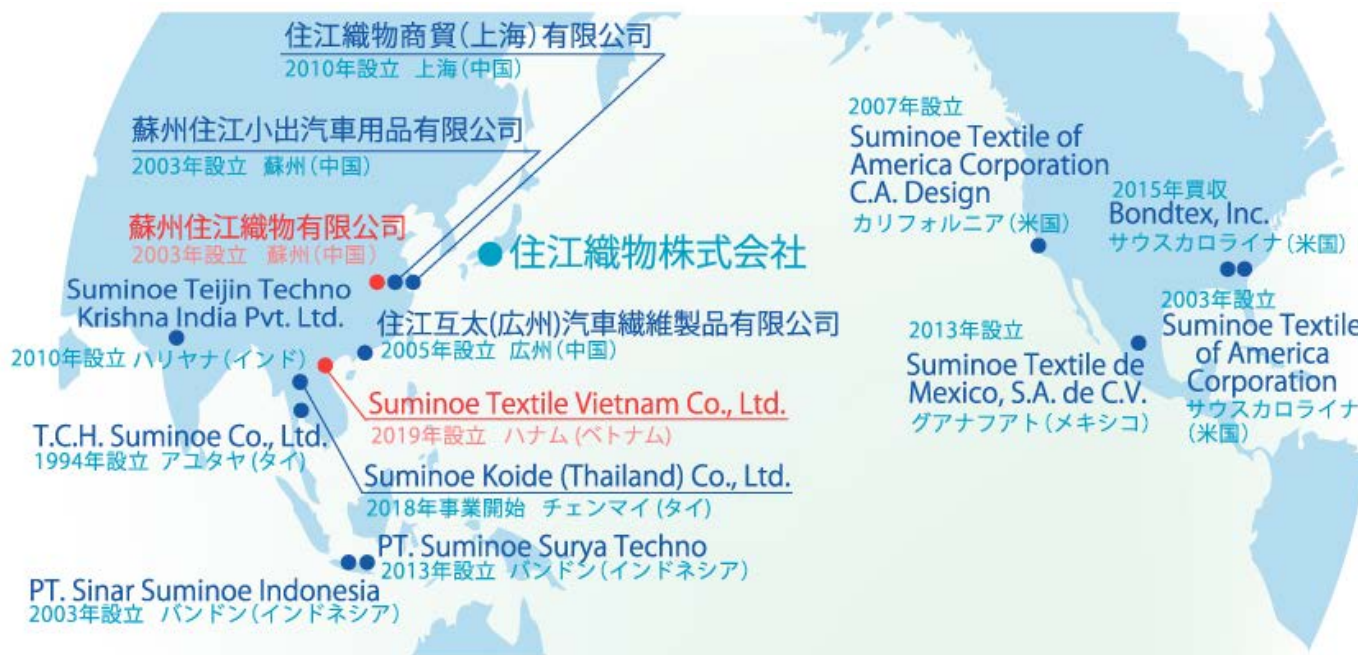 住江織物商貿(上海)有限公司
2010年設立 上海(中国)
蘇州住江小出汽車用品有限公司
2003年設立 蘇州(中国)
蘇州住江織物有限公司
2003年設立 蘇州(中国)
住江織物株式会社
Suminoe Teijin Techno
Krishna India Pvt. Ltd.
2010年設立 ハリヤナ(インド)
住江互太(広州)汽車繊維製品有限公司
2005年設立 広州(中国)
Suminoe Textile Vietnam Co., Ltd.
2019年設立 ハナム(ベトナム)
T.C.H. Suminoe Co., Ltd.
1994年設立 アユタヤ(タイ)
Suminoe Koide (Thailand) Co., Ltd.
2018年事業開始 チェンマイ(タイ)
PT. Suminoe Surya Techno
2013年設立 バンドン(インドネシア)
PT. Sinar Suminoe Indonesia
2003年設立 バンドン(インドネシア)
2007年設立
Suminoe Textile of
America Corporation
C.A. Design
カリフォルニア(米国)
2015年買収
Bondtex, Inc.
サウスカロライナ(米国)
2003年設立
Suminoe Textile
of America
Corporation
サウスカロライナ
(米国)
2013年設立
Suminoe Textile de
Mexico, S.A. de C.V.
グアナフアト(メキシコ)